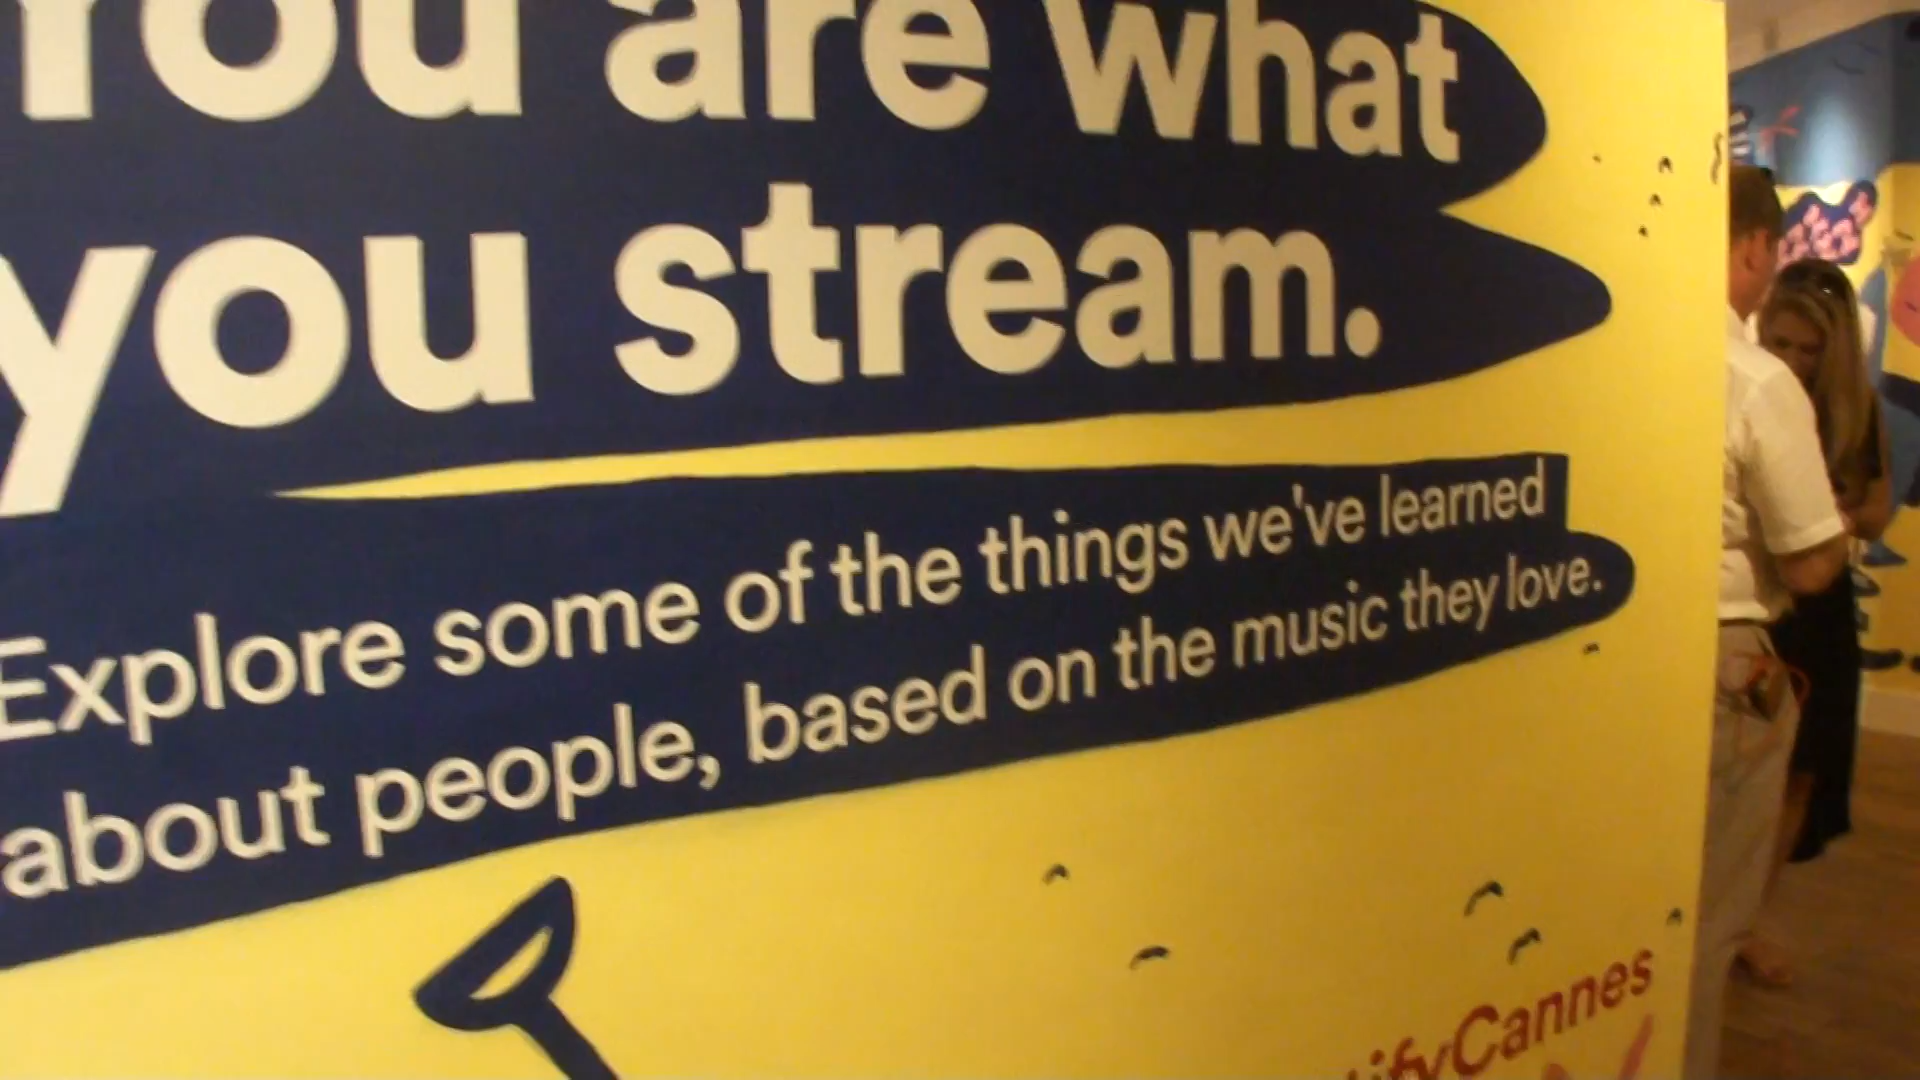 You are what
you stream.
Explore some of the things we've learned
about people, based on the music they love.
tifyCannes